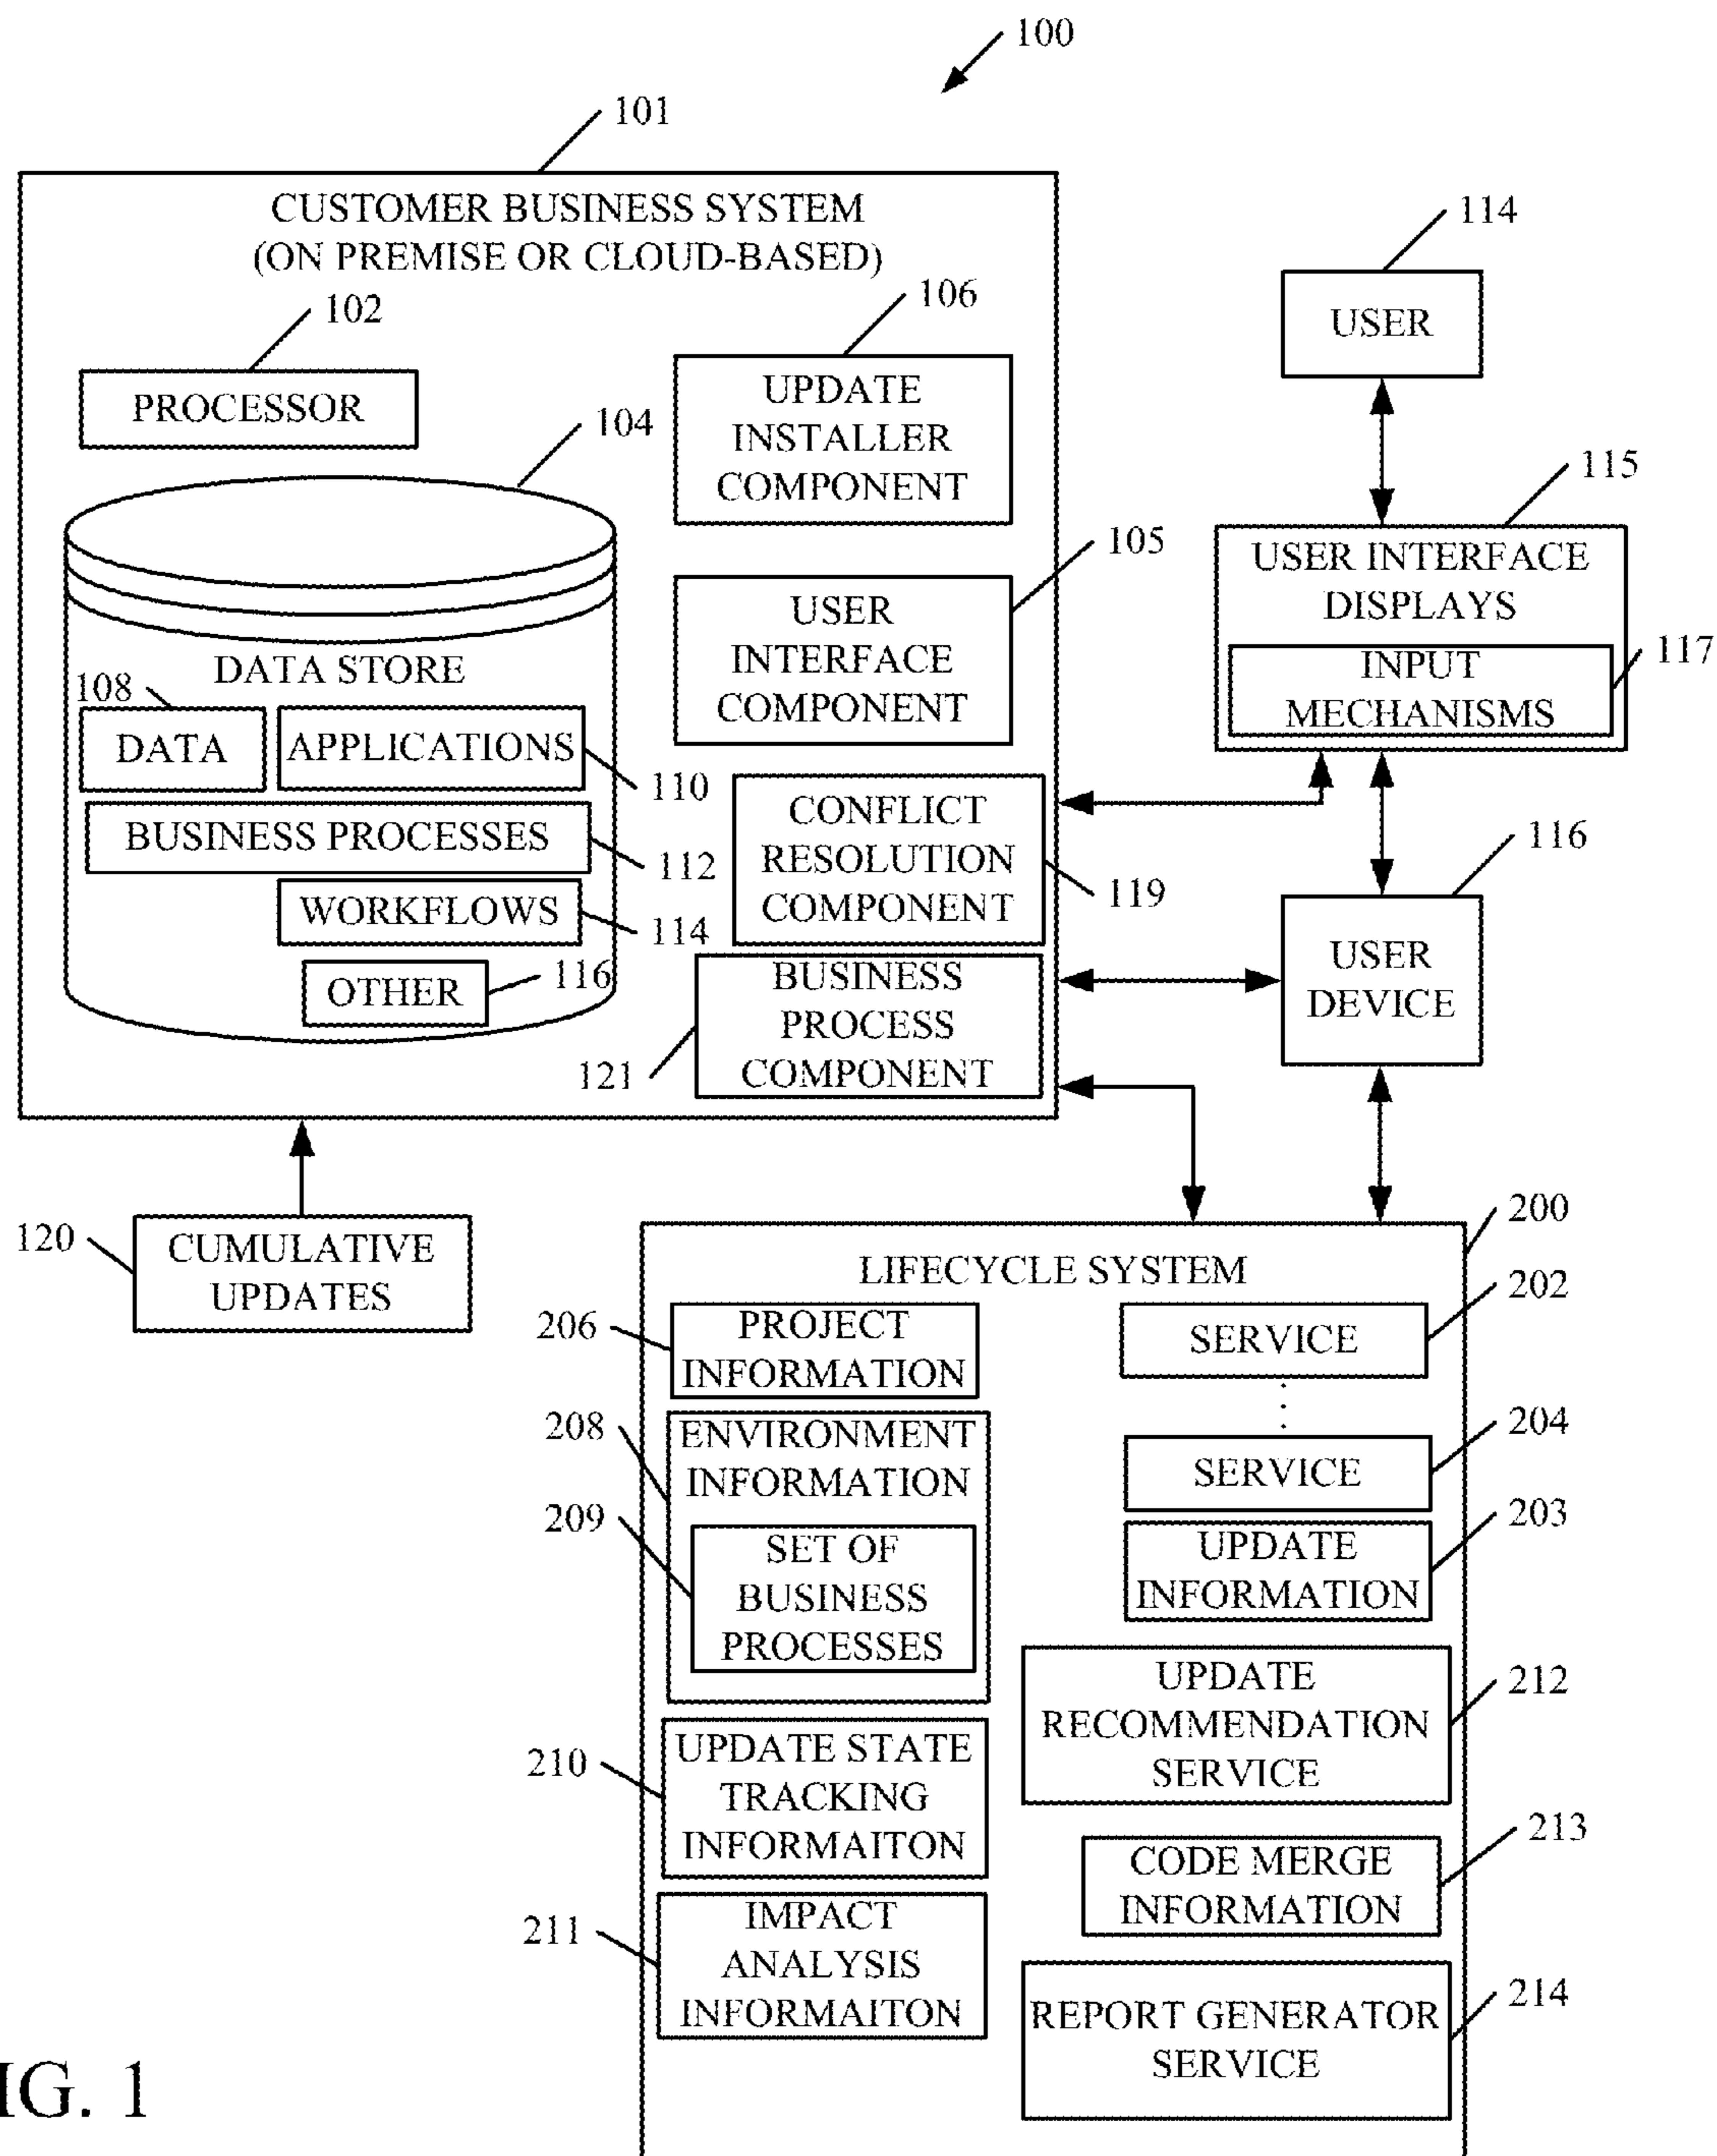 100
101
CUSTOMER BUSINESS SYSTEM
(ON PREMISE OR CLOUD-BASED)
102
PROCESSOR
104
106
UPDATE
INSTALLER
COMPONENT
105
USER
INTERFACE
COMPONENT
DATA STORE
108
DATA
APPLICATIONS
110
BUSINESS PROCESSES
112
WORKFLOWS
114
OTHER
116
CONFLICT
RESOLUTION
COMPONENT
119
BUSINESS
PROCESS
COMPONENT
121
114
USER
115
USER INTERFACE
DISPLAYS
INPUT
MECHANISMS
117
116
USER
DEVICE
120
CUMULATIVE
UPDATES
200
LIFECYCLE SYSTEM
206
PROJECT
INFORMATION
208
ENVIRONMENT
INFORMATION
209
SET OF
BUSINESS
PROCESSES
210
UPDATE STATE
TRACKING
INFORMAITON
211
IMPACT
ANALYSIS
INFORMAITON
202
SERVICE
204
SERVICE
203
UPDATE
INFORMATION
212
UPDATE
RECOMMENDATION
SERVICE
213
CODE MERGE
INFORMATION
214
REPORT GENERATOR
SERVICE
IG. 1